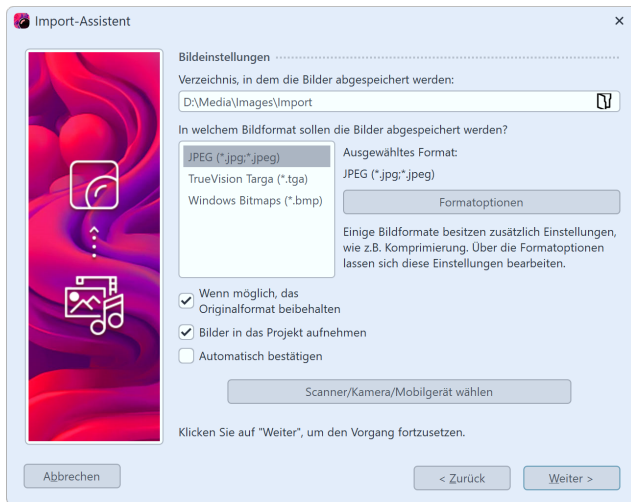 Import-Assistent
Bildeinstellungen
Verzeichnis, in dem die Bilder abgespeichert werden:
D:\Media\Images\Import
In welchem Bildformat sollen die Bilder abgespeichert werden?
JPEG (*.jpg;*.jpeg)
TrueVision Targa (*.tga)
Windows Bitmaps (*.bmp)
Ausgewähltes Format:
JPEG (*.jpg;*.jpeg)
Formatoptionen
Einige Bildformate besitzen zusätzlich Einstellungen,
wie z.B. Komprimierung. Über die Formatoptionen
lassen sich diese Einstellungen bearbeiten.
Wenn möglich, das
Originalformat beibehalten
Bilder in das Projekt aufnehmen
Automatisch bestätigen
Scanner/Kamera/Mobilgerät wählen
Klicken Sie auf "Weiter", um den Vorgang fortzusetzen.
Abbrechen
< Zurück
Weiter >